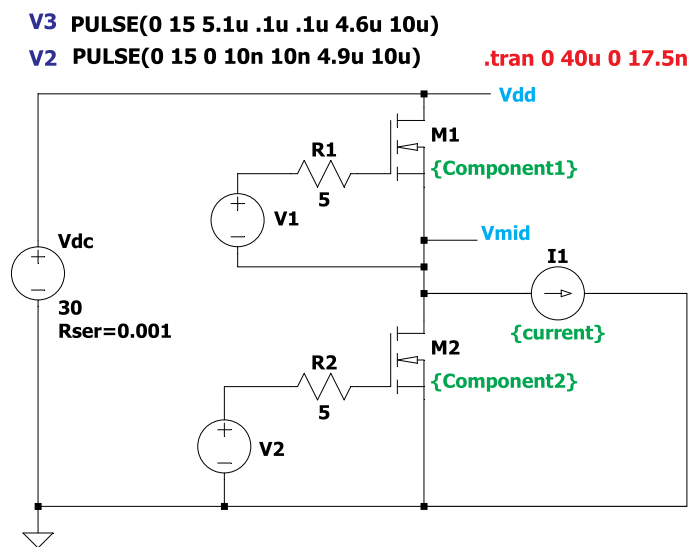 V3 PULSE(0 15 5.1u .1u .1u 4.6u 10u)
V2 PULSE(0 15 0 10n 10n 4.9u 10u)
.tran 0 40u 0 17.5n
Vdd
M1
R1
{Component1}
5
V1
Vmid
Vdc
I1
30
Rser=0.001
{current}
M2
R2
{Component2}
5
V2